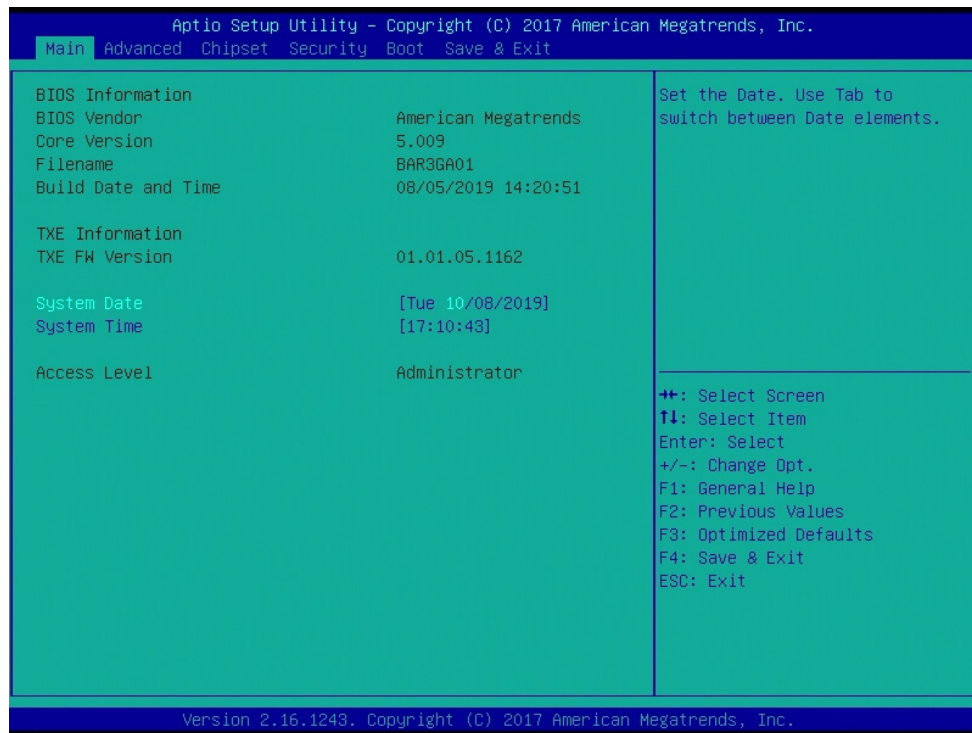 Aptio Setup Utility – Copyright (C) 2017 American Megatrends, Inc.
Main Advanced Chipset Security Boot Save & Exit
BIOS Information
BIOS Vendor American Megatrends
Core Version 5.009
Filename BAR3GA01
Build Date and Time 08/05/2019 14:20:51
TXE Information
TXE FW Version 01.01.05.1162
System Date [Tue 10/08/2019]
System Time [17:10:43]
Access Level Administrator
Set the Date. Use Tab to
switch between Date elements.
→←: Select Screen
↑↓: Select Item
Enter: Select
+/-: Change Opt.
F1: General Help
F2: Previous Values
F3: Optimized Defaults
F4: Save & Exit
ESC: Exit
Version 2.16.1243. Copyright (C) 2017 American Megatrends, Inc.